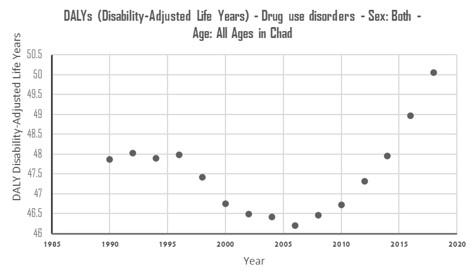 DALYs (Disability-Adjusted Life Years) - Drug use disorders - Sex: Both -
Age: All Ages in Chad
DALY Disability-Adjusted Life Years
50.5
50
49.5
49
48.5
48
47.5
47
46.5
46
1985 1990 1995 2000 2005 2010 2015 2020
Year